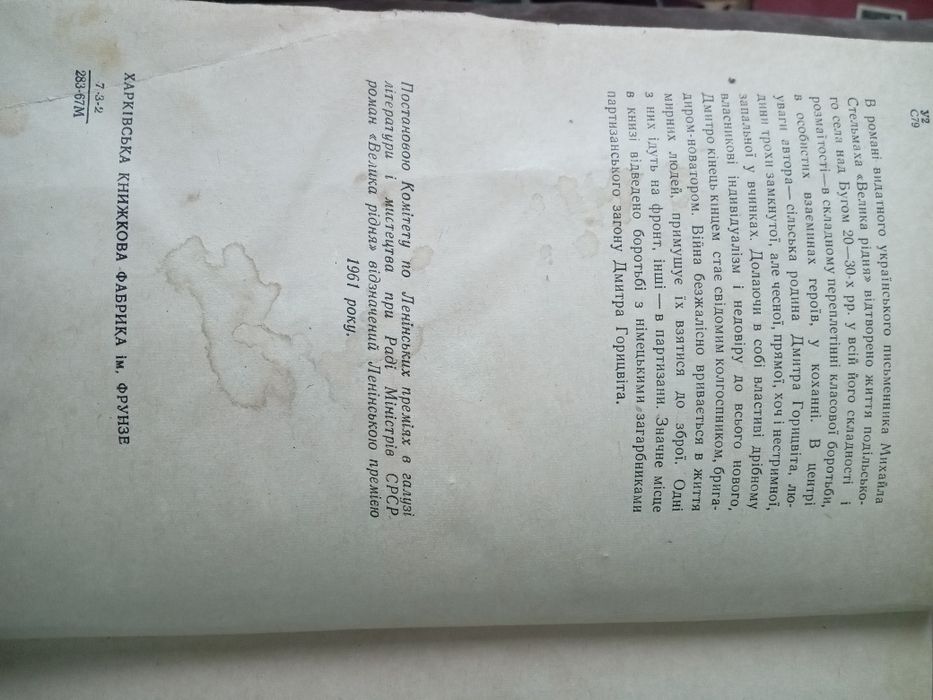 У2
С79
В романі видатного українського письменника Михайла
Стельмаха «Велика рідня» відтворено життя подільсько-
го села над Бугом 20—30-х рр. у всій його складності і
розмаїтості—в складному переплетінні класової боротьби,
в особистих взаєминах героїв, у коханні. В центрі
уваги автора—сільська родина Дмитра Горицвіта, лю-
дини трохи замкнутої, але чесної, прямої, хоч і нестримної,
запальної у вчинках. Долаючи в собі властиві дрібному
власникові індивідуалізм і недовіру до всього нового,
Дмитро кінець кінцем стає свідомим колгоспником, брига-
диром-новатором. Війна безжалісно вривається в життя
мирних людей, примушує їх взятися до зброї. Одні
з них ідуть на фронт, інші — в партизани. Значне місце
в книзі відведено боротьбі з німецькими загарбниками
партизанського загону Дмитра Горицвіта.
Постановою Комітету по Ленінських преміях в галузі
літератури і мистецтва при Раді Міністрів СРСР
роман «Велика рідня» відзначений Ленінською премією
1961 року.
ХАРКІВСЬКА КНИЖКОВА ФАБРИКА ім. ФРУНЗЕ
7-3-2
283-67М